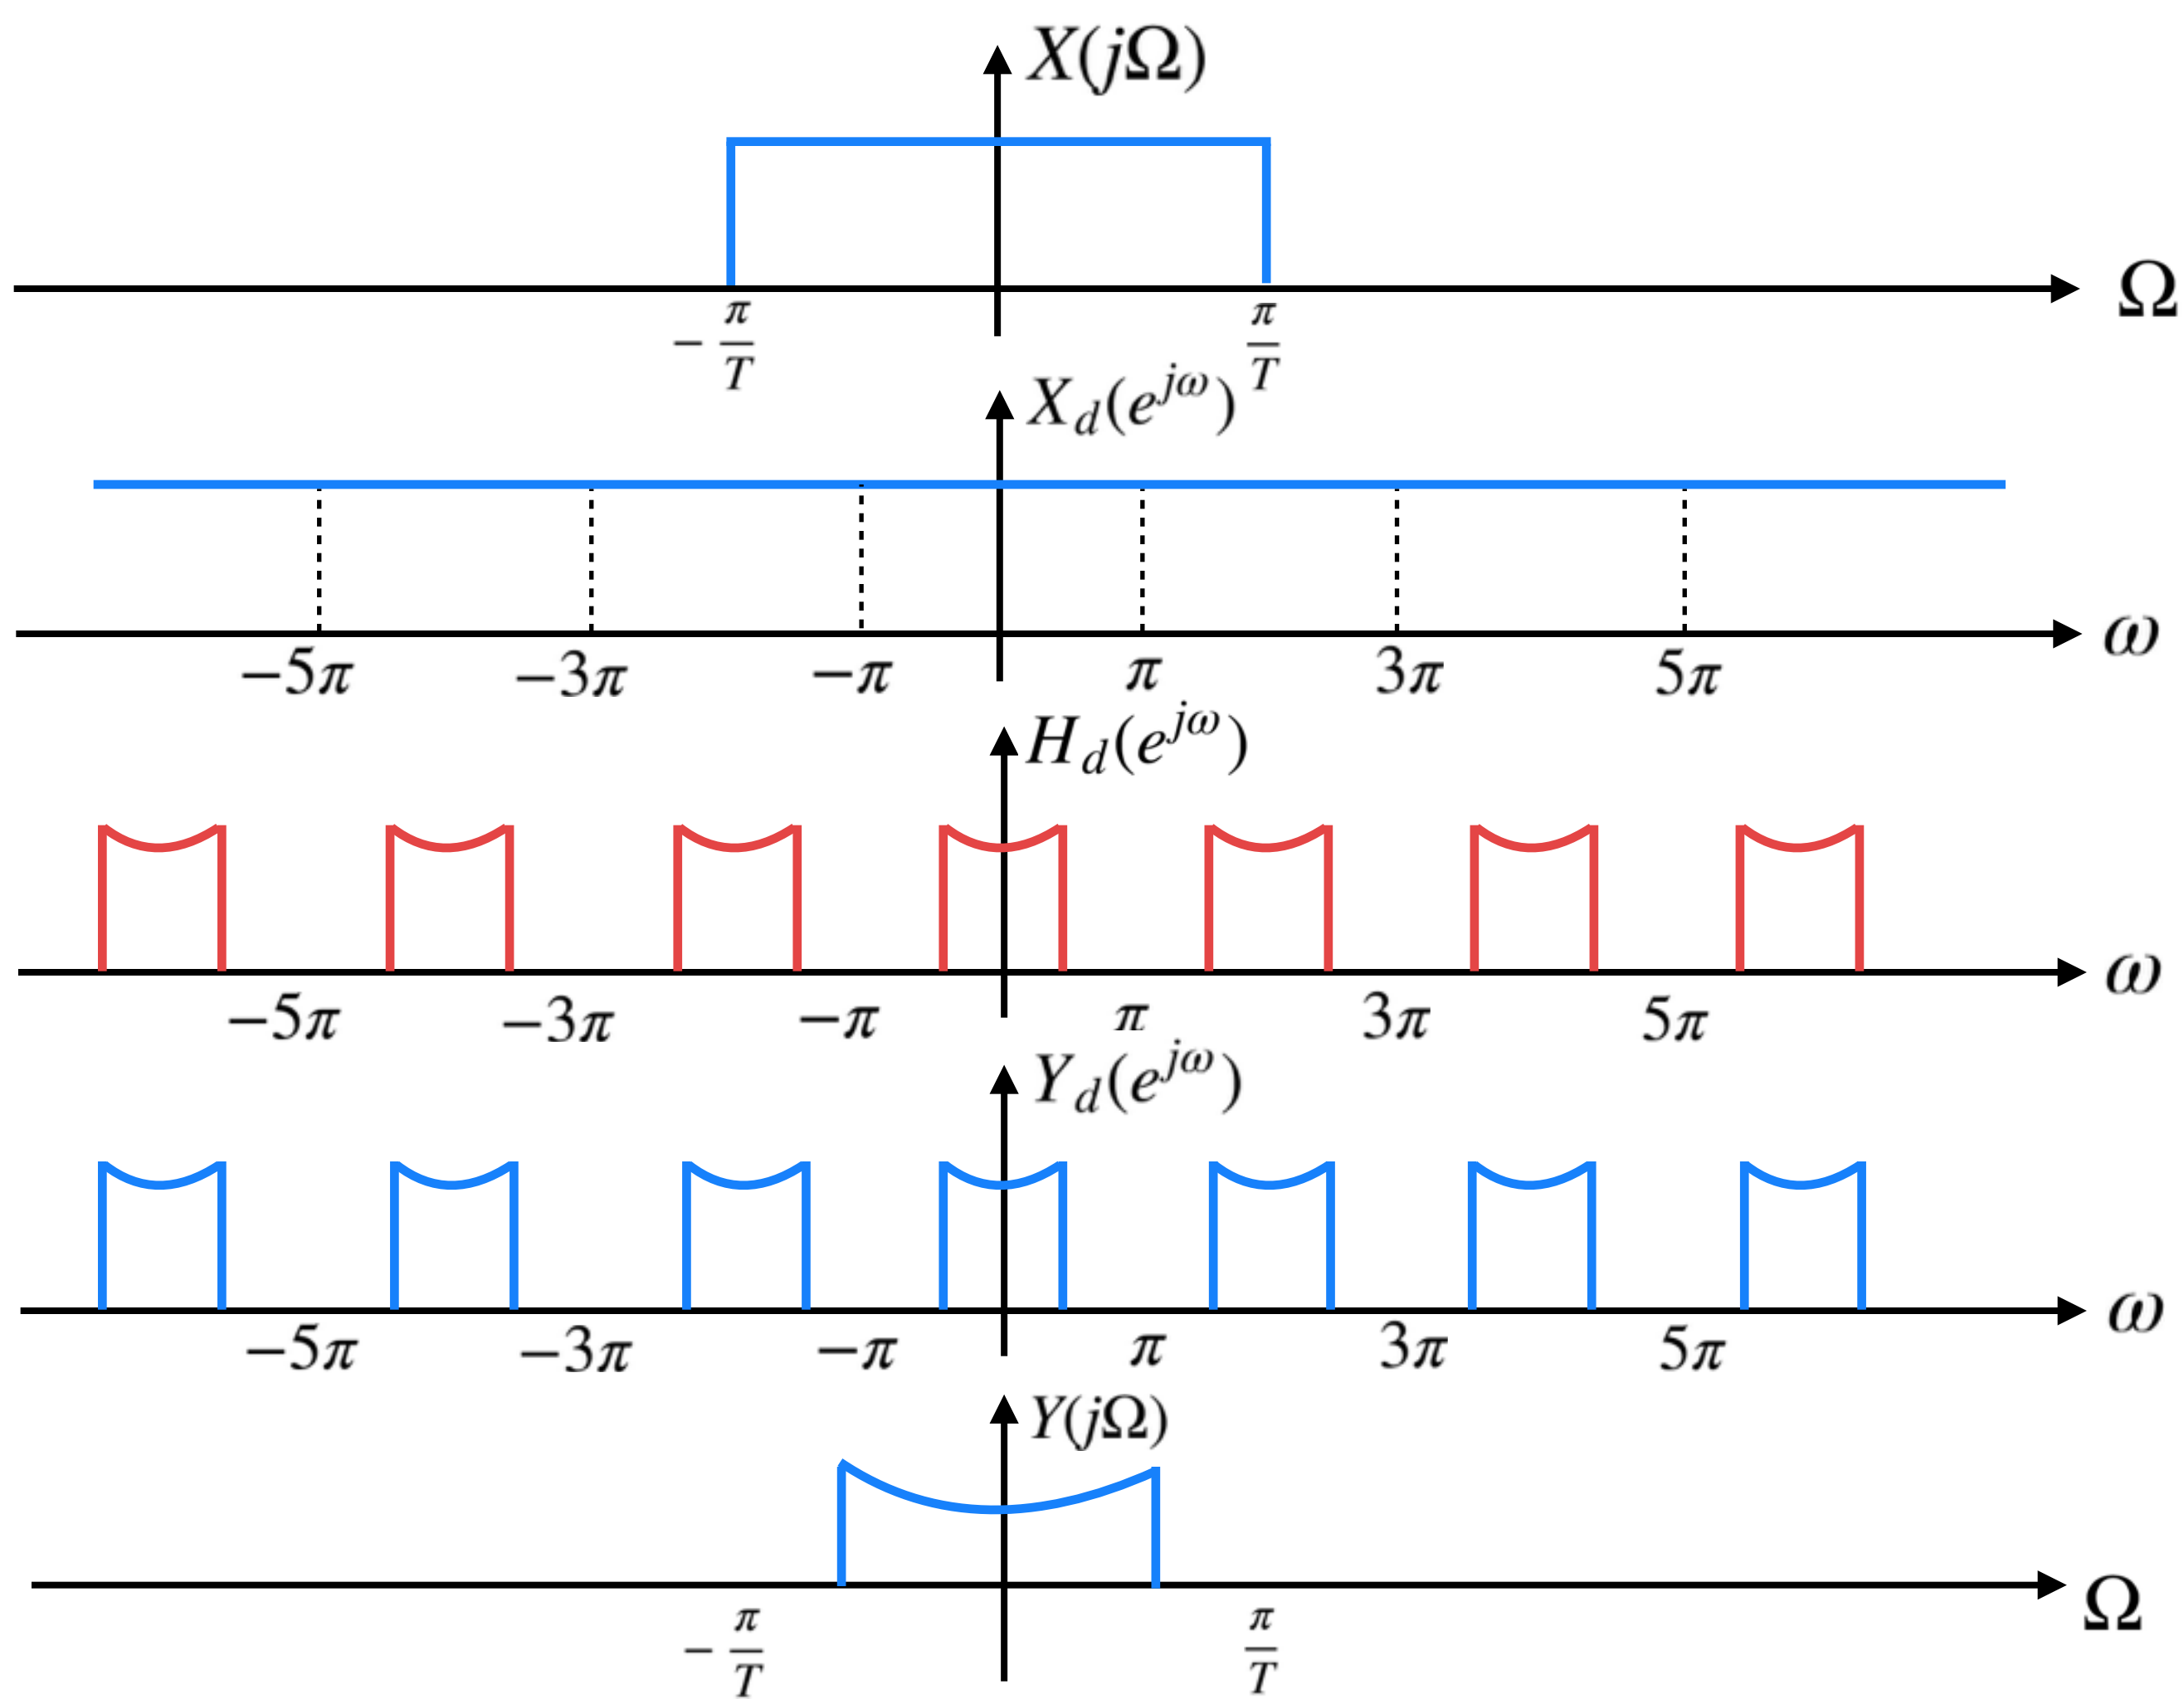 X(jΩ)
Ω
−π/T π/T
X_d(e^{jω})
ω
−5π −3π −π π 3π 5π
H_d(e^{jω})
ω
−5π −3π −π π 3π 5π
Y_d(e^{jω})
ω
−5π −3π −π π 3π 5π
Y(jΩ)
Ω
−π/T π/T